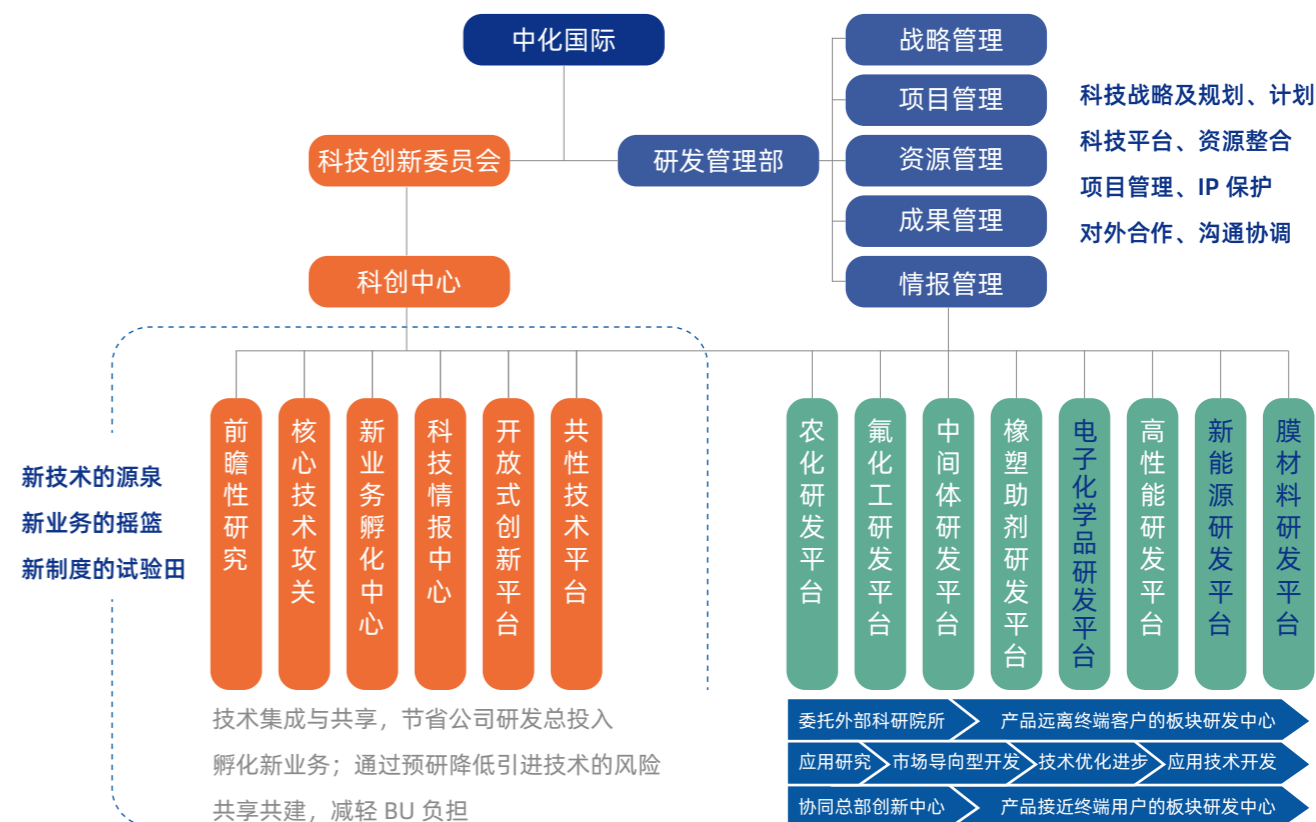 中化国际
战略管理
项目管理
科技战略及规划、计划
科技创新委员会
研发管理部
资源管理
科技平台、资源整合
项目管理、IP 保护
成果管理
对外合作、沟通协调
科创中心
情报管理
前瞻性研究
核心技术攻关
新业务孵化中心
科技情报中心
开放式创新平台
共性技术平台
农化研发平台
氟化工研发平台
中间体研发平台
橡塑助剂研发平台
电子化学品研发平台
高性能研发平台
新能源研发平台
膜材料研发平台
新技术的源泉
新业务的摇篮
新制度的试验田
技术集成与共享，节省公司研发总投入
孵化新业务；通过预研降低引进技术的风险
共享共建，减轻 BU 负担
委托外部科研院所 产品远离终端客户的板块研发中心
应用研究 市场导向型开发 技术优化进步 应用技术开发
协同总部创新中心 产品接近终端用户的板块研发中心